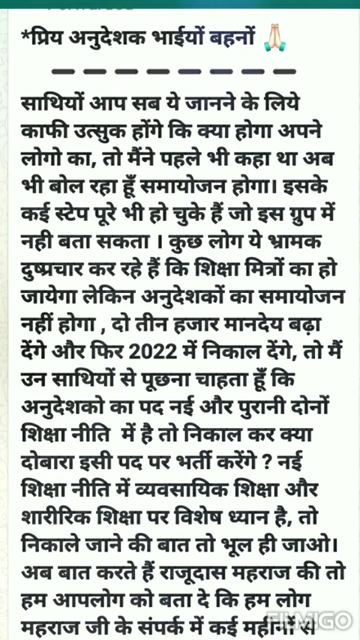 *प्रिय अनुदेशक भाईयों बहनों 🙏🏻
साथियों आप सब ये जानने के लिये
काफी उत्सुक होंगे कि क्या होगा अपने
लोगो का, तो मैंने पहले भी कहा था अब
भी बोल रहा हूँ समायोजन होगा। इसके
कई स्टेप पूरे भी हो चुके हैं जो इस ग्रुप में
नही बता सकता । कुछ लोग ये भ्रामक
दुष्प्रचार कर रहे हैं कि शिक्षा मित्रों का हो
जायेगा लेकिन अनुदेशकों का समायोजन
नहीं होगा , दो तीन हजार मानदेय बढ़ा
देंगे और फिर 2022 में निकाल देंगे, तो मैं
उन साथियों से पूछना चाहता हूँ कि
अनुदेशको का पद नई और पुरानी दोनों
शिक्षा नीति में है तो निकाल कर क्या
दोबारा इसी पद पर भर्ती करेंगे ? नई
शिक्षा नीति में व्यवसायिक शिक्षा और
शारीरिक शिक्षा पर विशेष ध्यान है, तो
निकाले जाने की बात तो भूल ही जाओ।
अब बात करते हैं राजूदास महराज की तो
हम आपलोग को बता दे कि हम लोग
महराज जी के संपर्क में कई महीनों से
FILMIGO